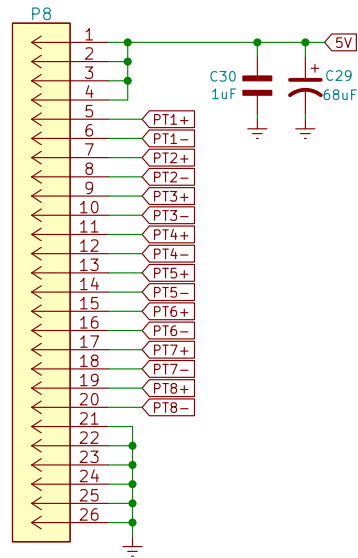 P8
1
5V
2
3
C30
C29
4
1uF
68uF
5 PT1+
6 PT1-
7 PT2+
8 PT2-
9 PT3+
10 PT3-
11 PT4+
12 PT4-
13 PT5+
14 PT5-
15 PT6+
16 PT6-
17 PT7+
18 PT7-
19 PT8+
20 PT8-
21
22
23
24
25
26